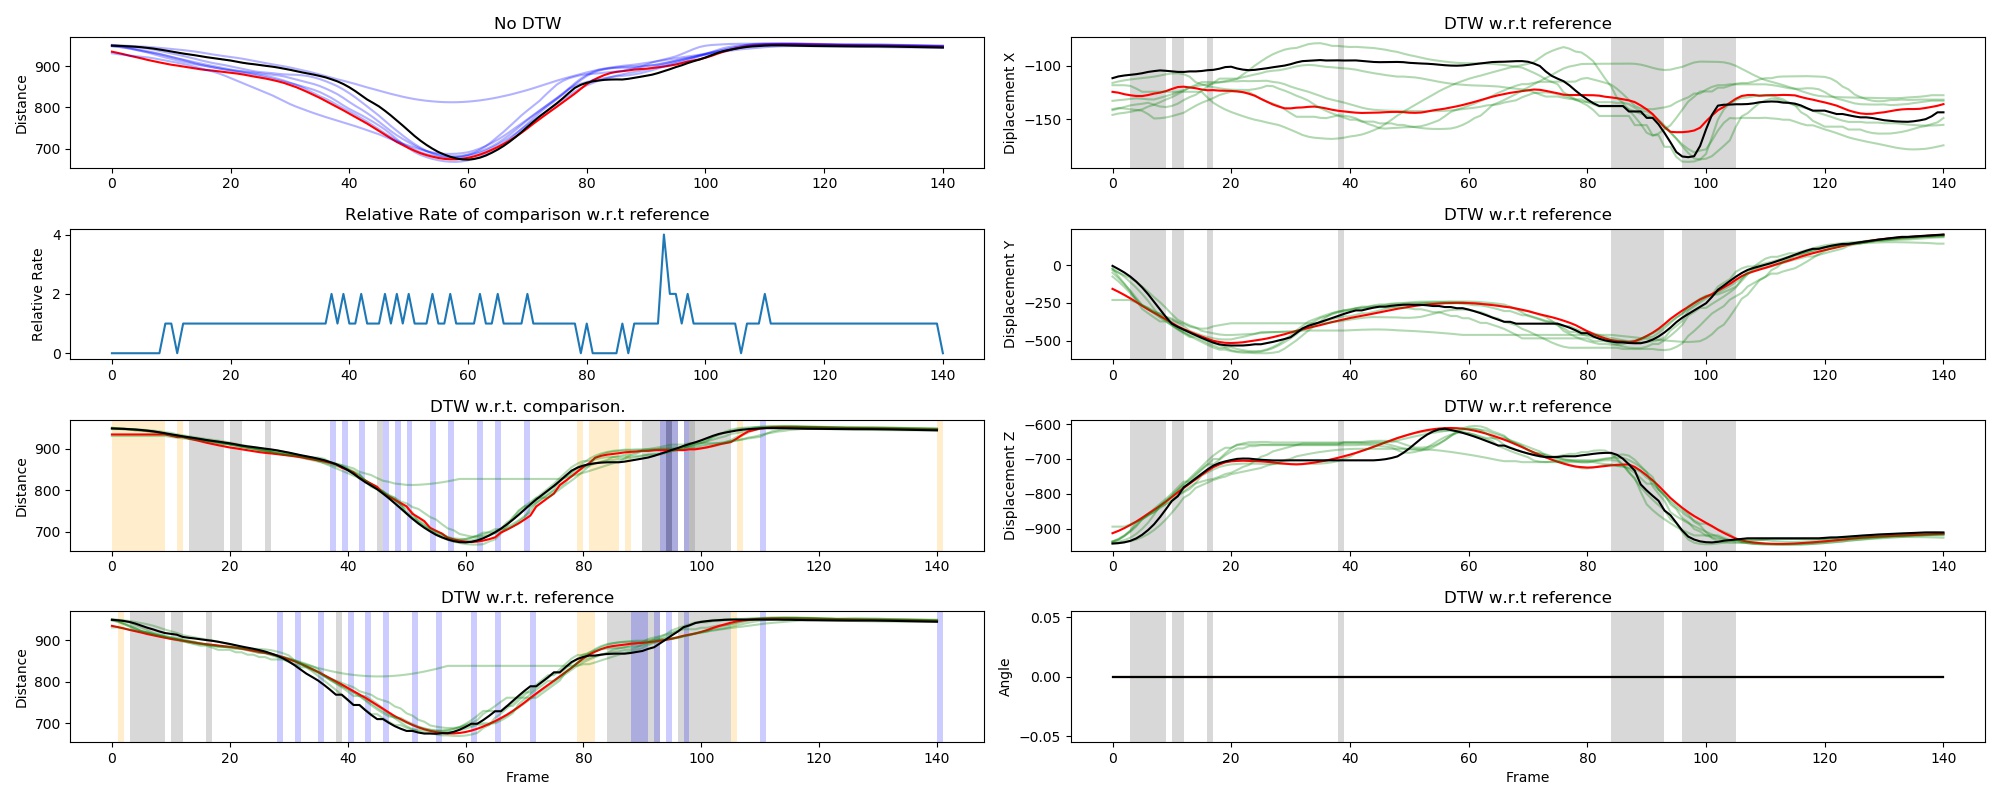 No DTW
Distance
900
800
700
0 20 40 60 80 100 120 140
Relative Rate of comparison w.r.t reference
Relative Rate
4
2
0
0 20 40 60 80 100 120 140
DTW w.r.t. comparison.
Distance
900
800
700
0 20 40 60 80 100 120 140
DTW w.r.t. reference
Distance
900
800
700
0 20 40 60 80 100 120 140
Frame
DTW w.r.t reference
Diplacement X
−100
−150
0 20 40 60 80 100 120 140
DTW w.r.t reference
Displacement Y
0
−250
−500
0 20 40 60 80 100 120 140
DTW w.r.t reference
Displacement Z
−600
−700
−800
−900
0 20 40 60 80 100 120 140
DTW w.r.t reference
Angle
0.05
0.00
−0.05
0 20 40 60 80 100 120 140
Frame